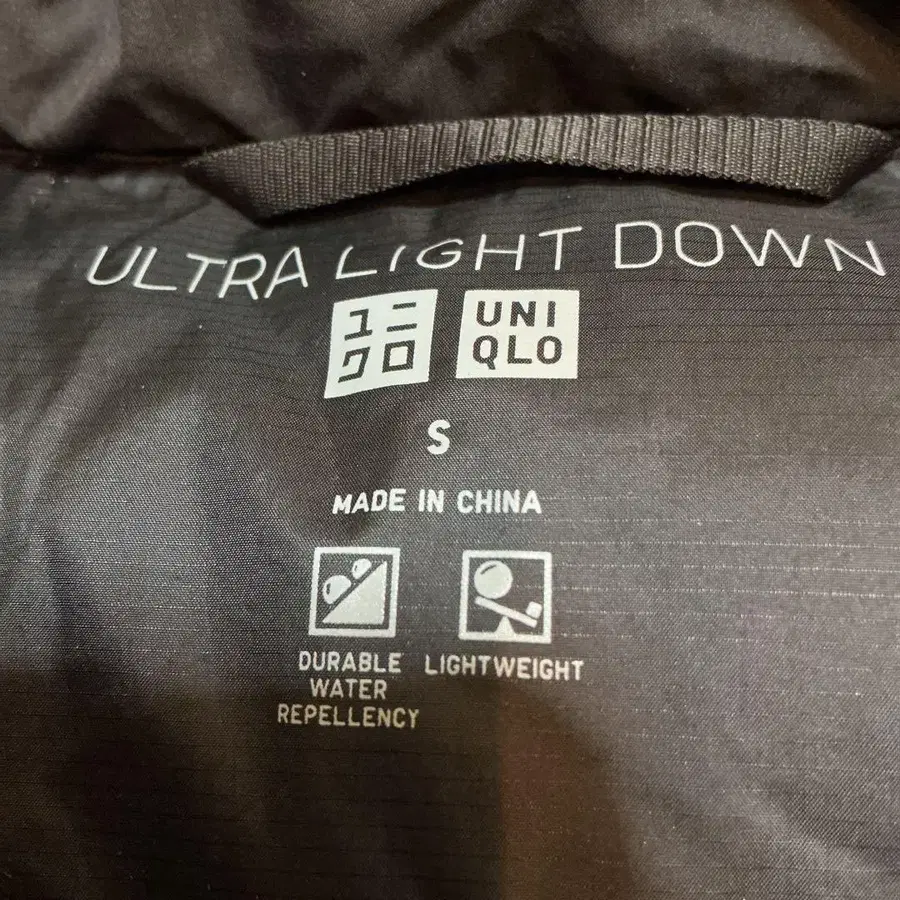 ULTRA LIGHT DOWN
ユニ
クロ
UNI
QLO
S
MADE IN CHINA
DURABLE
WATER
REPELLENCY
LIGHTWEIGHT